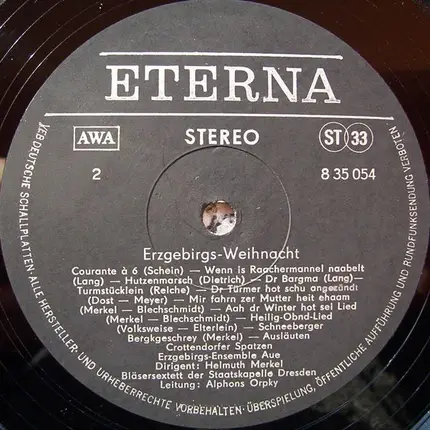 ETERNA
AWA
STEREO
ST 33
2
8 35 054
Erzgebirgs-Weihnacht
Courante à 6 (Schein) — Wenn is Raachermannel naabelt
(Lang) — Hutzenmarsch (Dietrich) — Dr Bargma (Lang) —
Turmstücklein (Reiche) — Dr Türmer hot schu angezündt
(Dost — Meyer) — Mir fahrn zer Mutter heit ehaam
(Merkel — Blechschmidt) — Aah dr Winter hot sei Lied
(Merkel — Blechschmidt) — Heilig-Obnd-Lied
(Volksweise — Elterlein) — Schneeberger
Bergkgeschrey (Merkel) — Ausläuten
Crottendorfer Spatzen
Erzgebirgs-Ensemble Aue
Dirigent: Helmuth Merkel
Bläsersextett der Staatskapelle Dresden
Leitung: Alphons Orpky
VEB DEUTSCHE SCHALLPLATTEN · ALLE HERSTELLER- UND URHEBERRECHTE VORBEHALTEN · ÜBERSPIELUNG, ÖFFENTLICHE AUFFÜHRUNG UND RUNDFUNKSENDUNG VERBOTEN